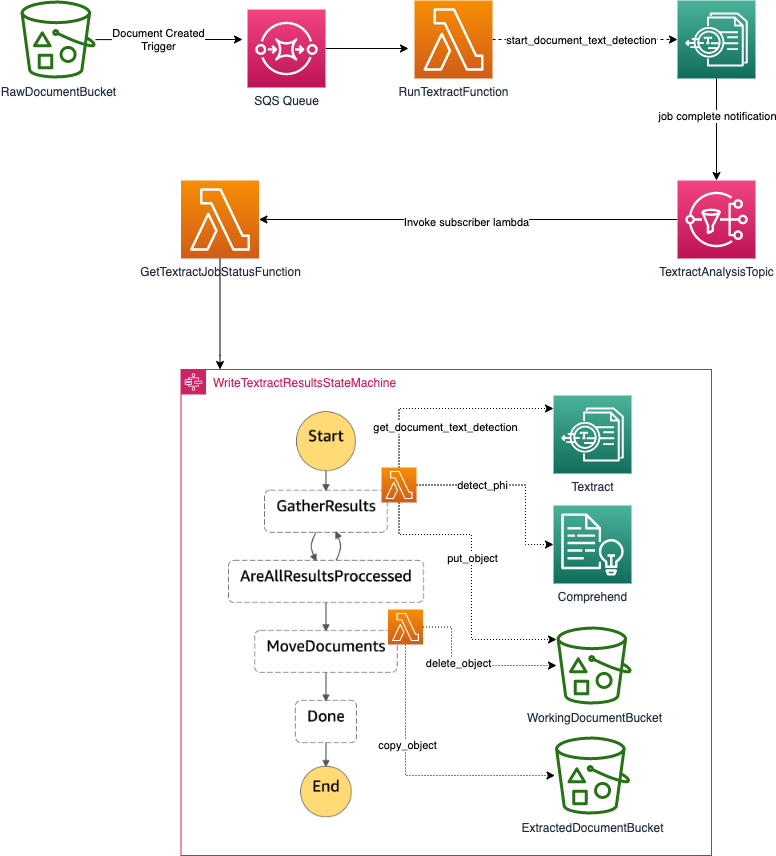 Document Created
Trigger
RawDocumentBucket
SQS Queue
RunTextractFunction
start_document_text_detection
job complete notification
TextractAnalysisTopic
Invoke subscriber lambda
GetTextractJobStatusFunction
WriteTextractResultsStateMachine
Start
get_document_text_detection
Textract
GatherResults
detect_phi
Comprehend
put_object
AreAllResultsProccessed
MoveDocuments
delete_object
WorkingDocumentBucket
Done
copy_object
End
ExtractedDocumentBucket